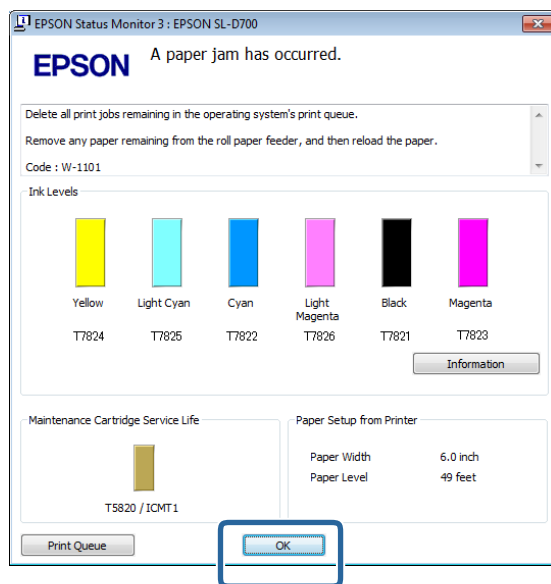 EPSON Status Monitor 3 : EPSON SL-D700
EPSON
A paper jam has occurred.
Delete all print jobs remaining in the operating system's print queue.
Remove any paper remaining from the roll paper feeder, and then reload the paper.
Code : W-1101
Ink Levels
Yellow
Light Cyan
Cyan
Light
Magenta
Black
Magenta
T7824
T7825
T7822
T7826
T7821
T7823
Information
Maintenance Cartridge Service Life
T5820 / ICMT1
Paper Setup from Printer
Paper Width 6.0 inch
Paper Level 49 feet
Print Queue
OK